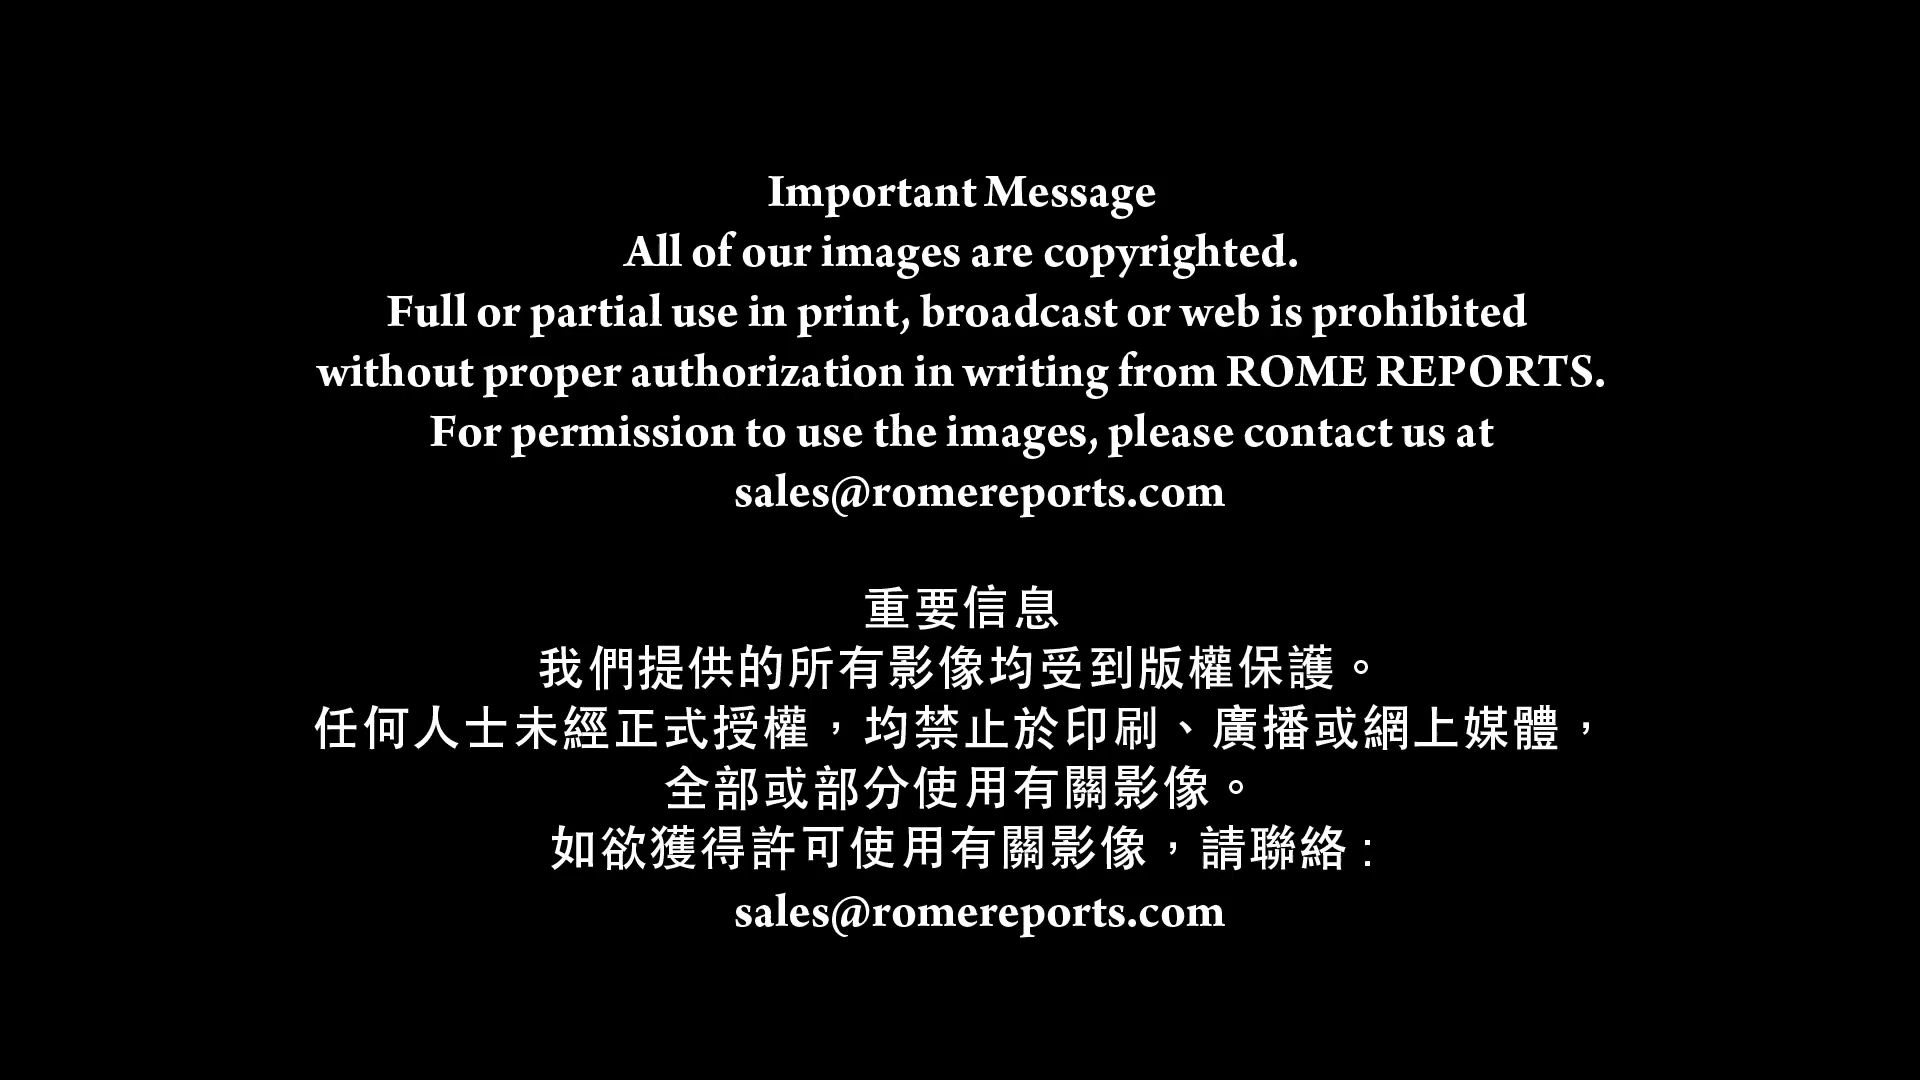 Important Message
All of our images are copyrighted.
Full or partial use in print, broadcast or web is prohibited
without proper authorization in writing from ROME REPORTS.
For permission to use the images, please contact us at
sales@romereports.com
重要信息
我們提供的所有影像均受到版權保護。
任何人士未經正式授權，均禁止於印刷、廣播或網上媒體，
全部或部分使用有關影像。
如欲獲得許可使用有關影像，請聯絡：
sales@romereports.com